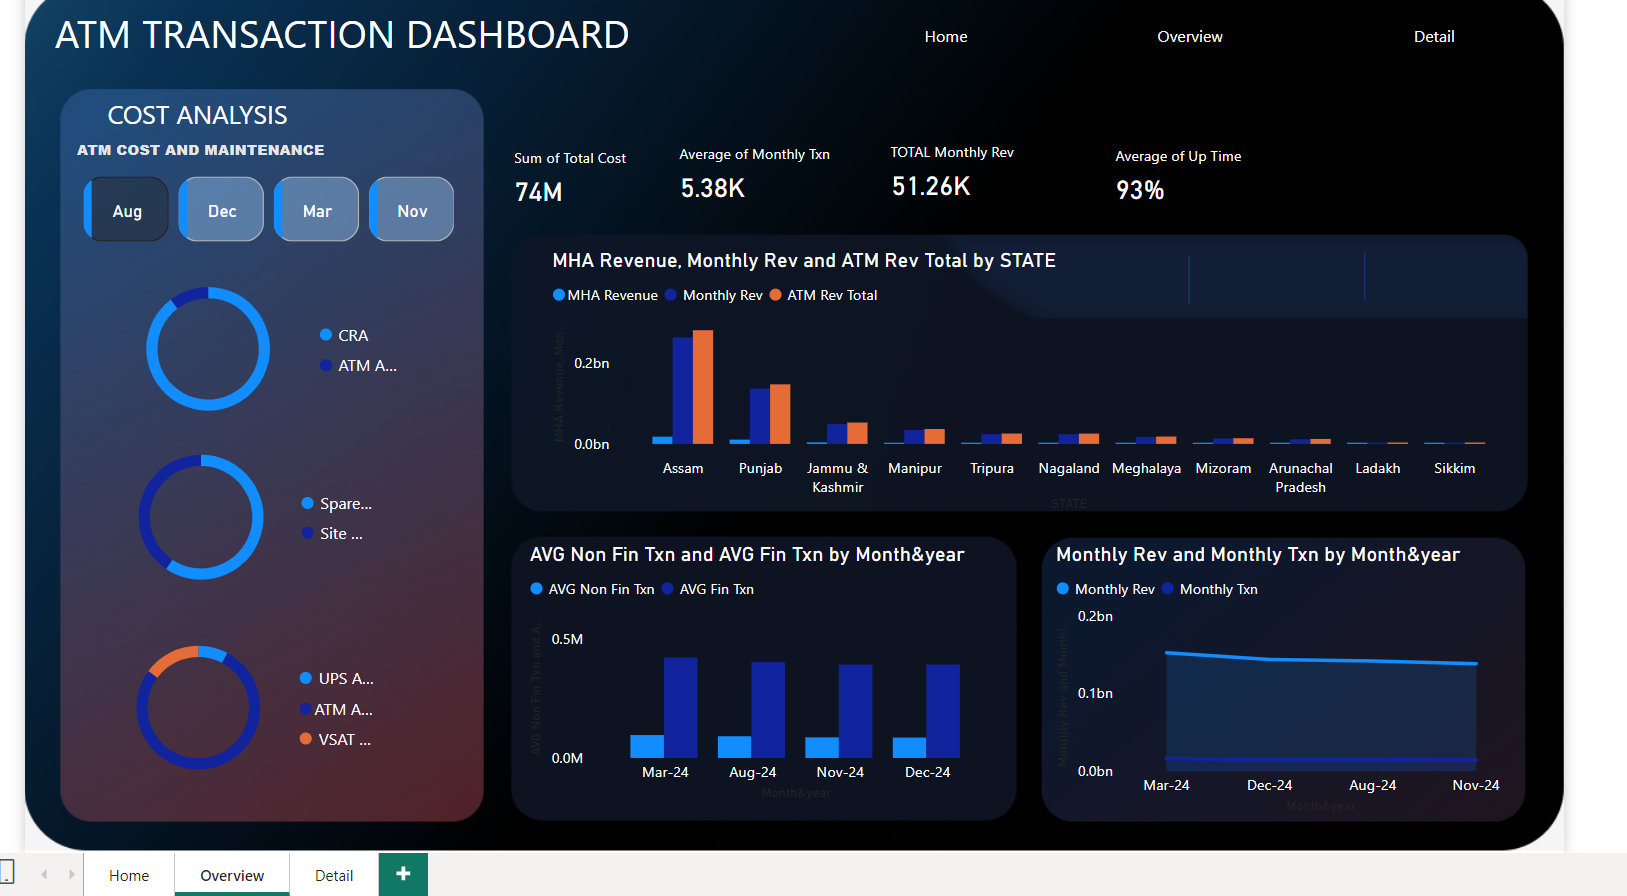 ATM TRANSACTION DASHBOARD
Home
Overview
Detail
COST ANALYSIS
ATM COST AND MAINTENANCE
Aug
Dec
Mar
Nov
CRA
ATM A...
Spare...
Site ...
UPS A...
ATM A...
VSAT ...
Sum of Total Cost
74M
Average of Monthly Txn
5.38K
TOTAL Monthly Rev
51.26K
Average of Up Time
93%
MHA Revenue, Monthly Rev and ATM Rev Total by STATE
MHA Revenue
Monthly Rev
ATM Rev Total
MHA Revenue, Mon...
0.2bn
0.0bn
Assam
Punjab
Jammu &
Kashmir
Manipur
Tripura
Nagaland
Meghalaya
Mizoram
Arunachal
Pradesh
Ladakh
Sikkim
STATE
AVG Non Fin Txn and AVG Fin Txn by Month&year
AVG Non Fin Txn
AVG Fin Txn
AVG Non Fin Txn and A...
0.5M
0.0M
Mar-24
Aug-24
Nov-24
Dec-24
Month&year
Monthly Rev and Monthly Txn by Month&year
Monthly Rev
Monthly Txn
Monthly Rev and Monthl
0.2bn
0.1bn
0.0bn
Mar-24
Dec-24
Aug-24
Nov-24
Month&year
Home
Overview
Detail
+